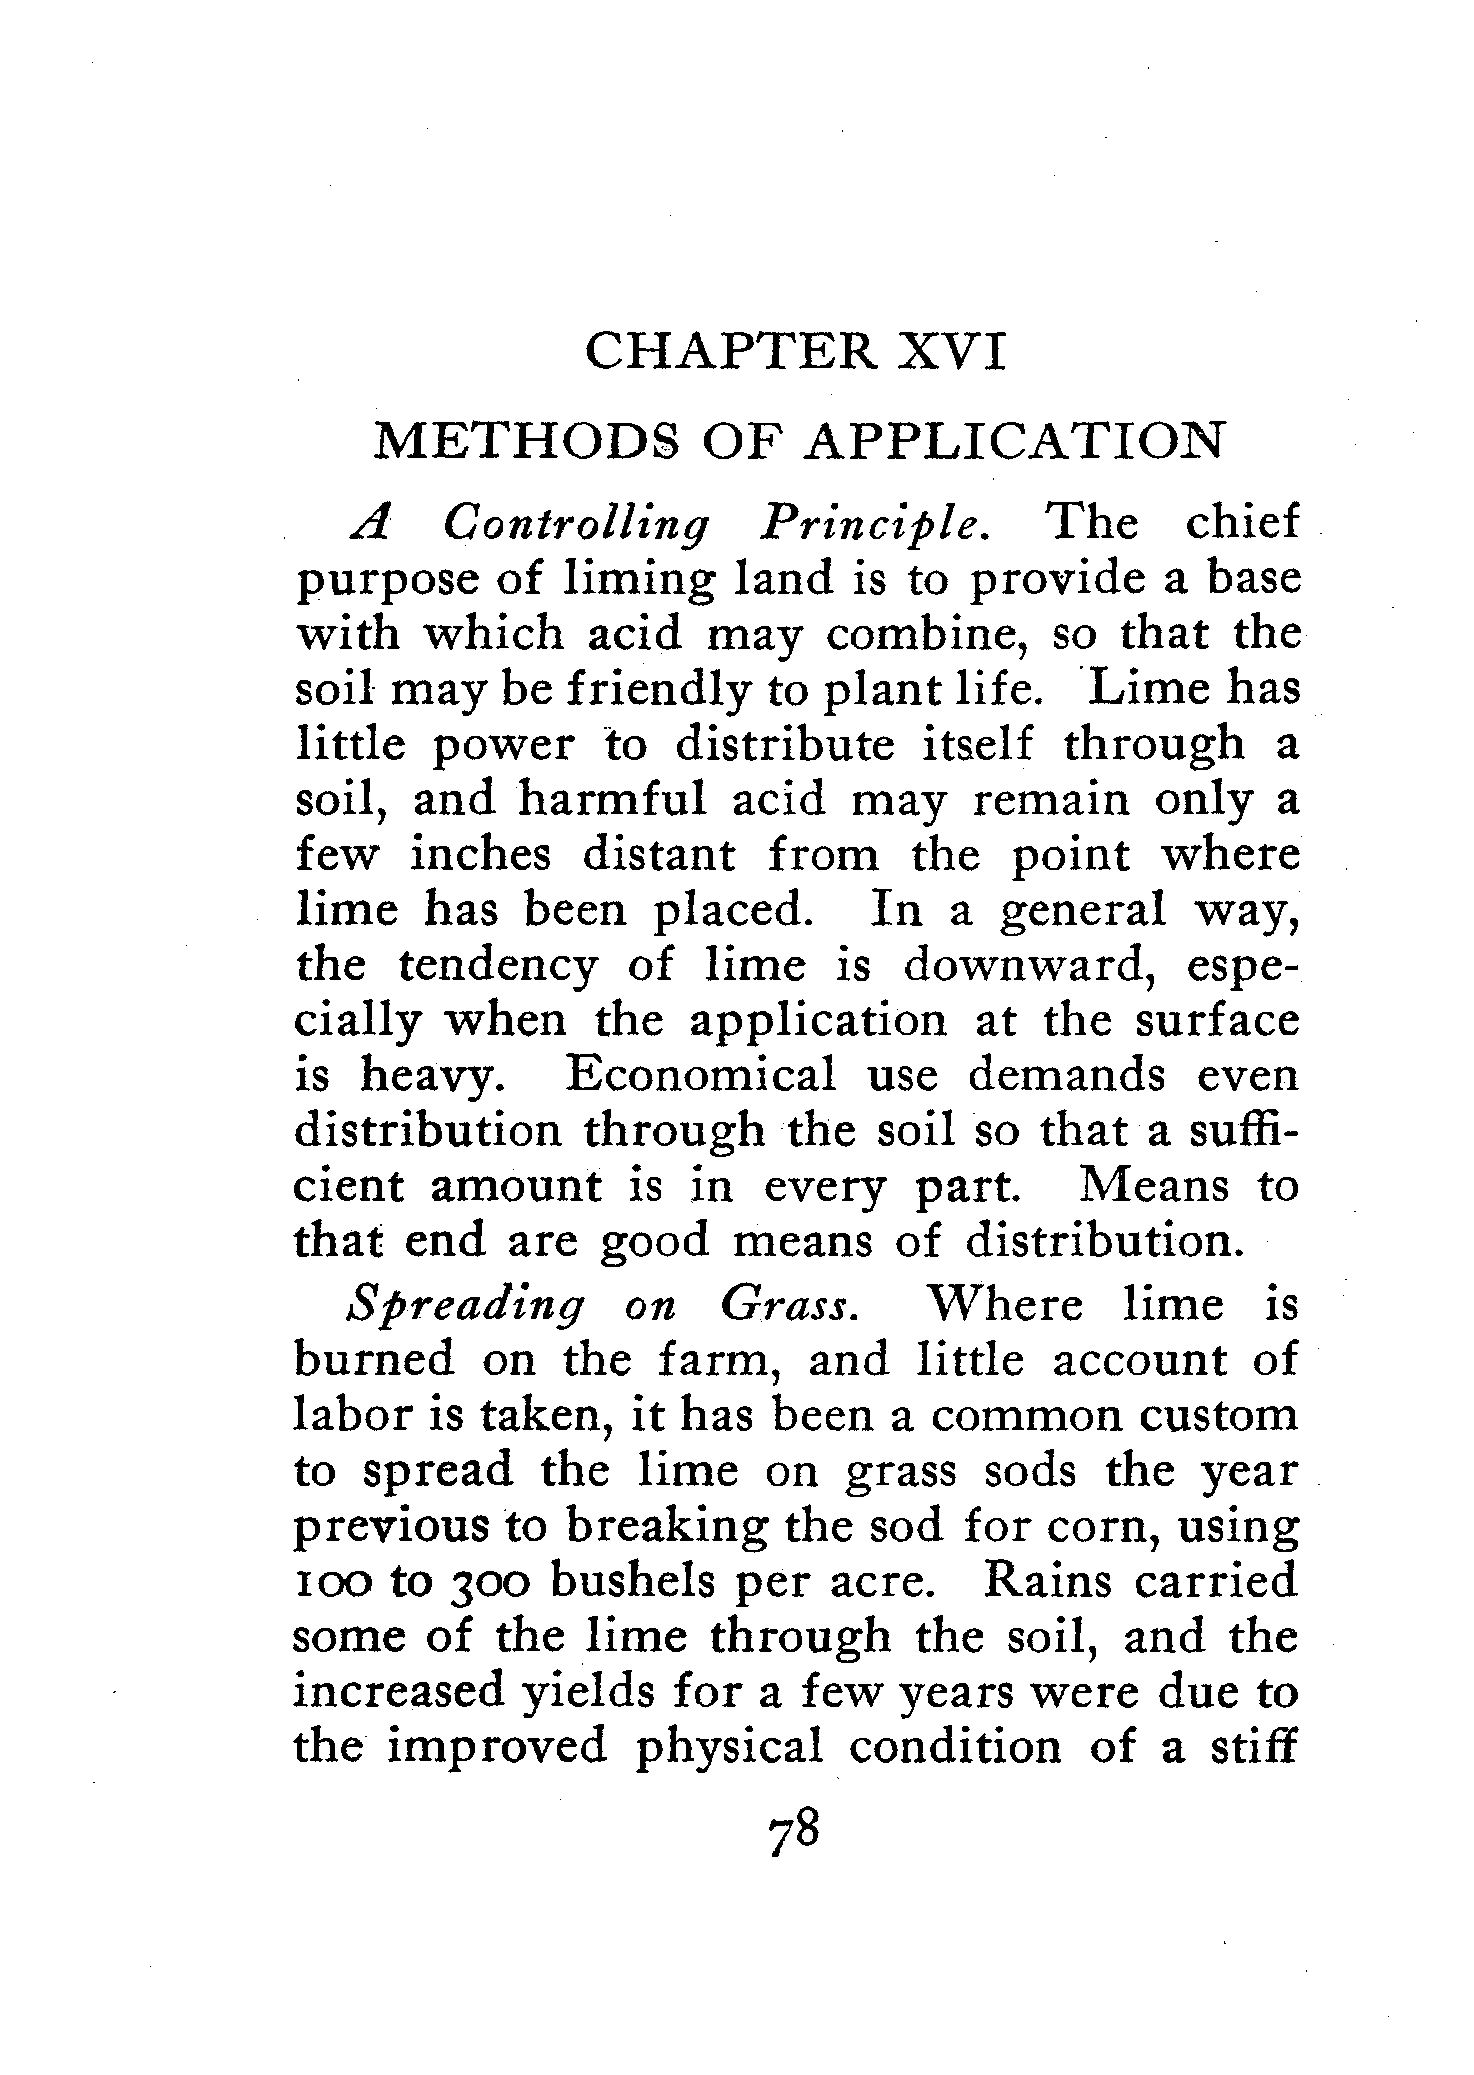 CHAPTER XVI
METHODS OF APPLICATION
A Controlling Principle. The chief
purpose of liming land is to provide a base
with which acid may combine, so that the
soil may be friendly to plant life. Lime has
little power to distribute itself through a
soil, and harmful acid may remain only a
few inches distant from the point where
lime has been placed. In a general way,
the tendency of lime is downward, espe-
cially when the application at the surface
is heavy. Economical use demands even
distribution through the soil so that a suffi-
cient amount is in every part. Means to
that end are good means of distribution.
Spreading on Grass. Where lime is
burned on the farm, and little account of
labor is taken, it has been a common custom
to spread the lime on grass sods the year
previous to breaking the sod for corn, using
100 to 300 bushels per acre. Rains carried
some of the lime through the soil, and the
increased yields for a few years were due to
the improved physical condition of a stiff
78